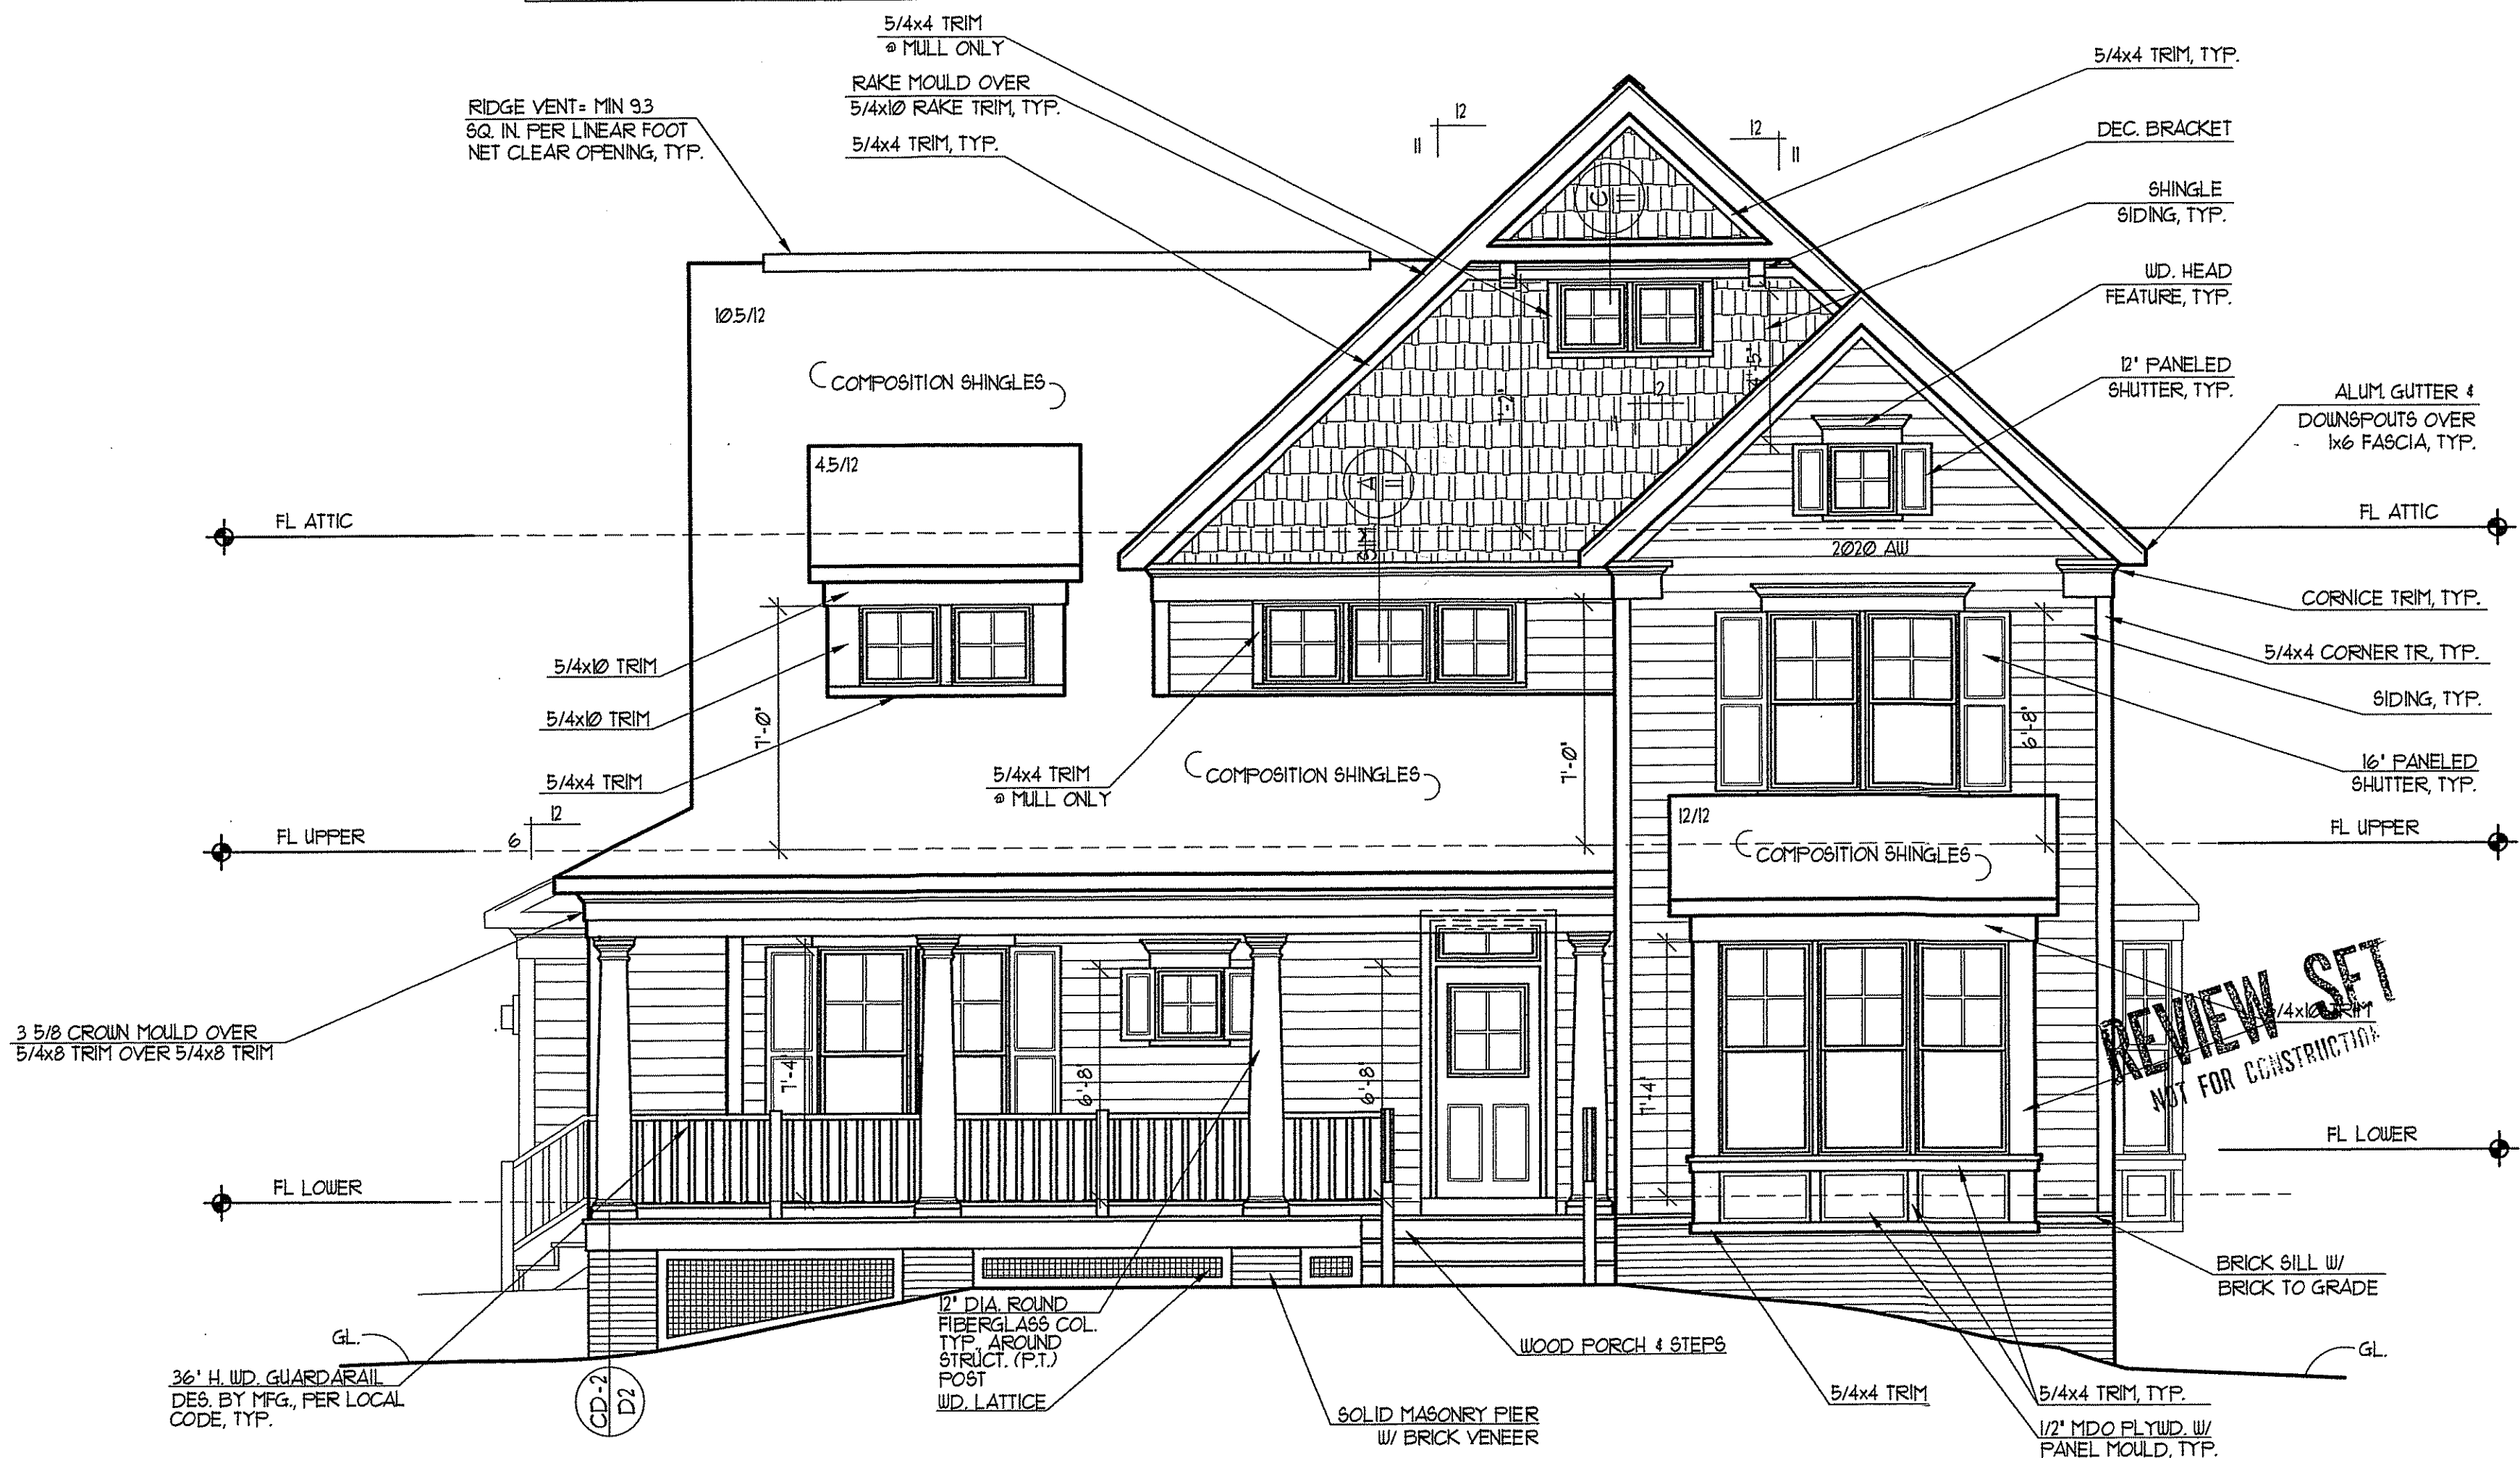 5/4x4 TRIM
@ MULL ONLY
RAKE MOULD OVER
5/4x10 RAKE TRIM, TYP.
5/4x4 TRIM, TYP.
RIDGE VENT= MIN 9.3
SQ. IN. PER LINEAR FOOT
NET CLEAR OPENING, TYP.
12
11
12
11
5/4x4 TRIM, TYP.
DEC. BRACKET
SHINGLE
SIDING, TYP.
WD. HEAD
FEATURE, TYP.
12" PANELED
SHUTTER, TYP.
ALUM. GUTTER &
DOWNSPOUTS OVER
1x6 FASCIA, TYP.
C
11
10.5/12
COMPOSITION SHINGLES
4.5/12
12
A
11
SIM
FL ATTIC
FL ATTIC
2020 AW
CORNICE TRIM, TYP.
5/4x4 CORNER TR, TYP.
SIDING, TYP.
16" PANELED
SHUTTER, TYP.
5/4x10 TRIM
5/4x10 TRIM
5/4x4 TRIM
7'-0"
5/4x4 TRIM
@ MULL ONLY
COMPOSITION SHINGLES
7'-0"
6'-8"
12
6
FL UPPER
FL UPPER
12/12
COMPOSITION SHINGLES
3 5/8 CROWN MOULD OVER
5/4x8 TRIM OVER 5/4x8 TRIM
7'-4"
6'-8"
6'-8"
7'-4"
/4x10 TRIM
REVIEW SET
NOT FOR CONSTRUCTION
FL LOWER
FL LOWER
BRICK SILL W/
BRICK TO GRADE
GL.
GL.
36" H. WD. GUARDARAIL
DES. BY MFG., PER LOCAL
CODE, TYP.
CD-2
D2
12" DIA. ROUND
FIBERGLASS COL.
TYP., AROUND
STRUCT. (P.T.)
POST
WD. LATTICE
SOLID MASONRY PIER
W/ BRICK VENEER
WOOD PORCH & STEPS
5/4x4 TRIM
5/4x4 TRIM, TYP.
1/2" MDO PLYWD. W/
PANEL MOULD, TYP.